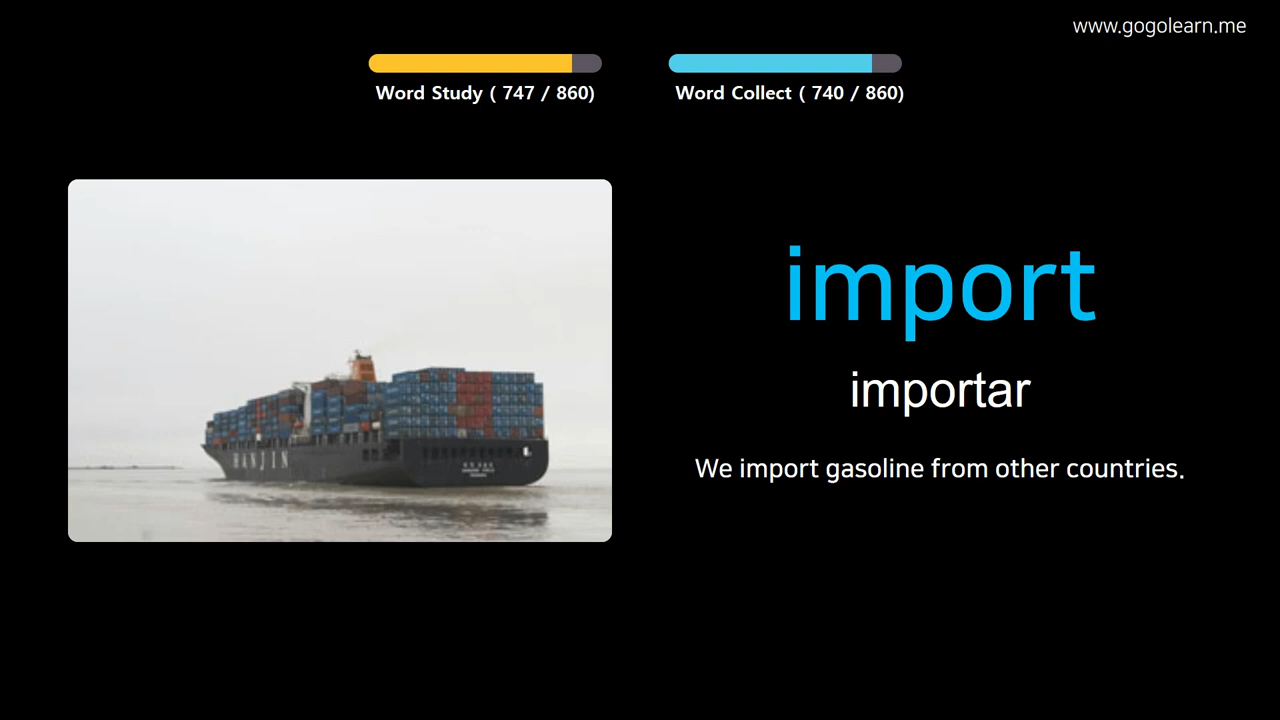 www.gogolearn.me
Word Study ( 747 / 860)
Word Collect ( 740 / 860)
import
importar
We import gasoline from other countries.
HANJIN